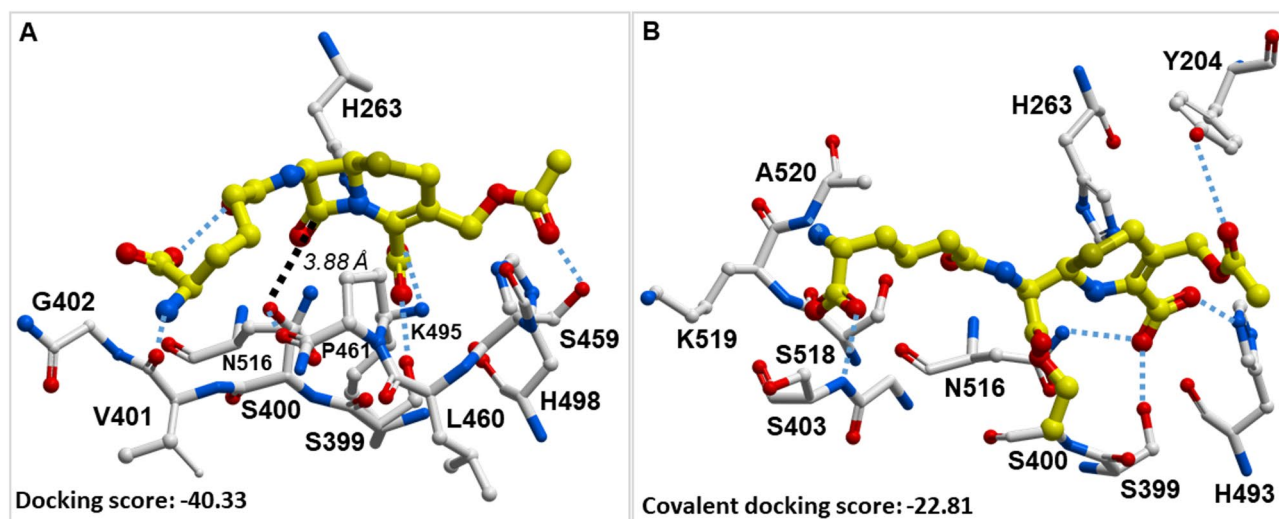 A
H263
3.88 Å
G402
N516
P461
K495
S459
V401
S400
H498
S399
L460
Docking score: -40.33
B
Y204
H263
A520
K519
S518
N516
S403
S400
S399
H493
Covalent docking score: -22.81